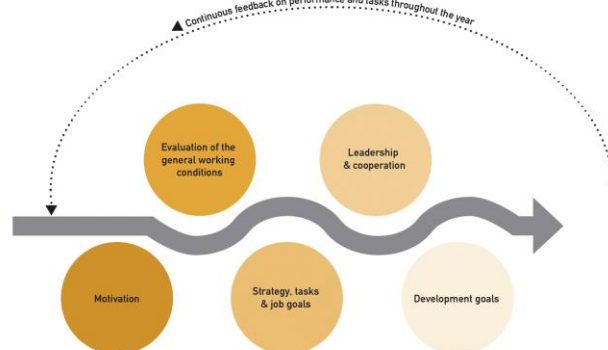 Continuous feedback on performance and tasks throughout the year
Evaluation of the
general working
conditions
Leadership
& cooperation
Motivation
Strategy, tasks
& job goals
Development goals